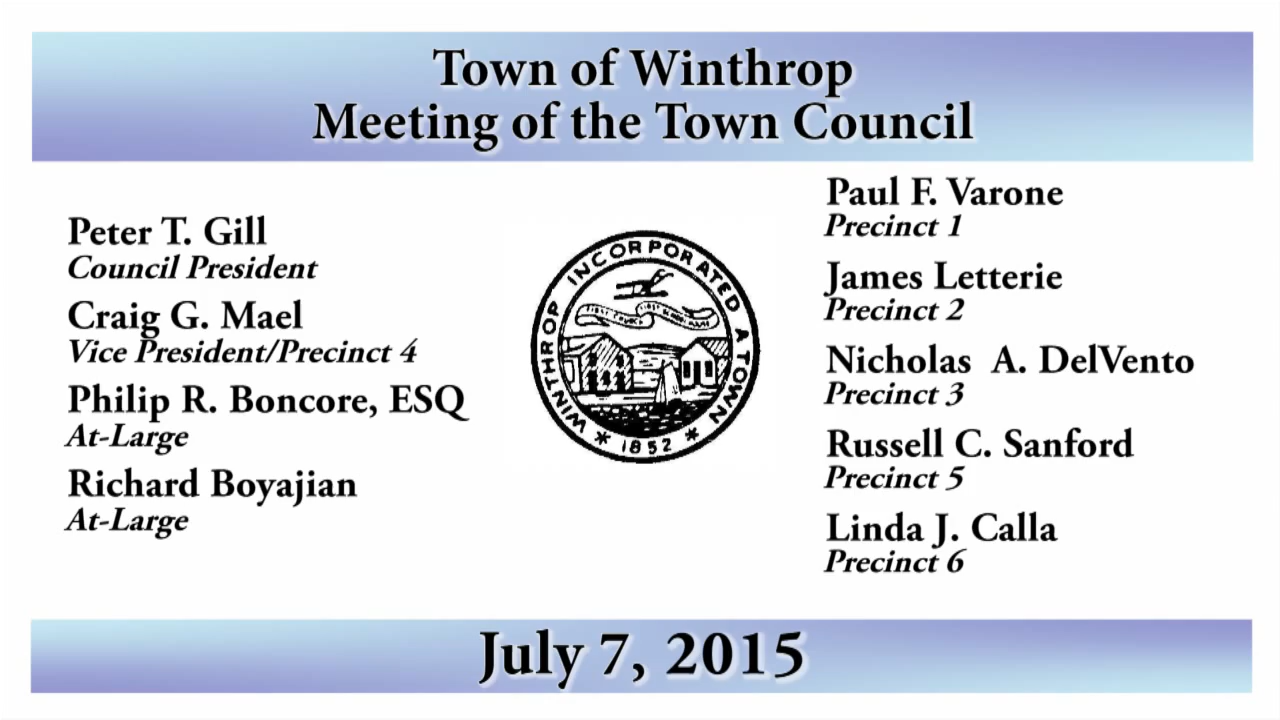 Town of Winthrop
Meeting of the Town Council
Peter T. Gill
Council President
Craig G. Mael
Vice President/Precinct 4
Philip R. Boncore, ESQ
At-Large
Richard Boyajian
At-Large
WINTHROP INCORPORATED A TOWN
* 1852 *
Paul F. Varone
Precinct 1
James Letterie
Precinct 2
Nicholas A. DelVento
Precinct 3
Russell C. Sanford
Precinct 5
Linda J. Calla
Precinct 6
July 7, 2015